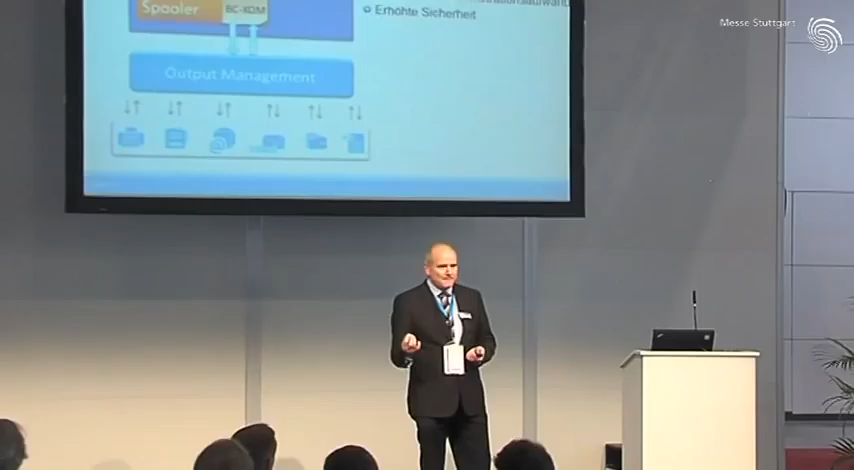 Spooler
BC-XOM
Erhöhte Sicherheit
Output Management
Messe Stuttgart